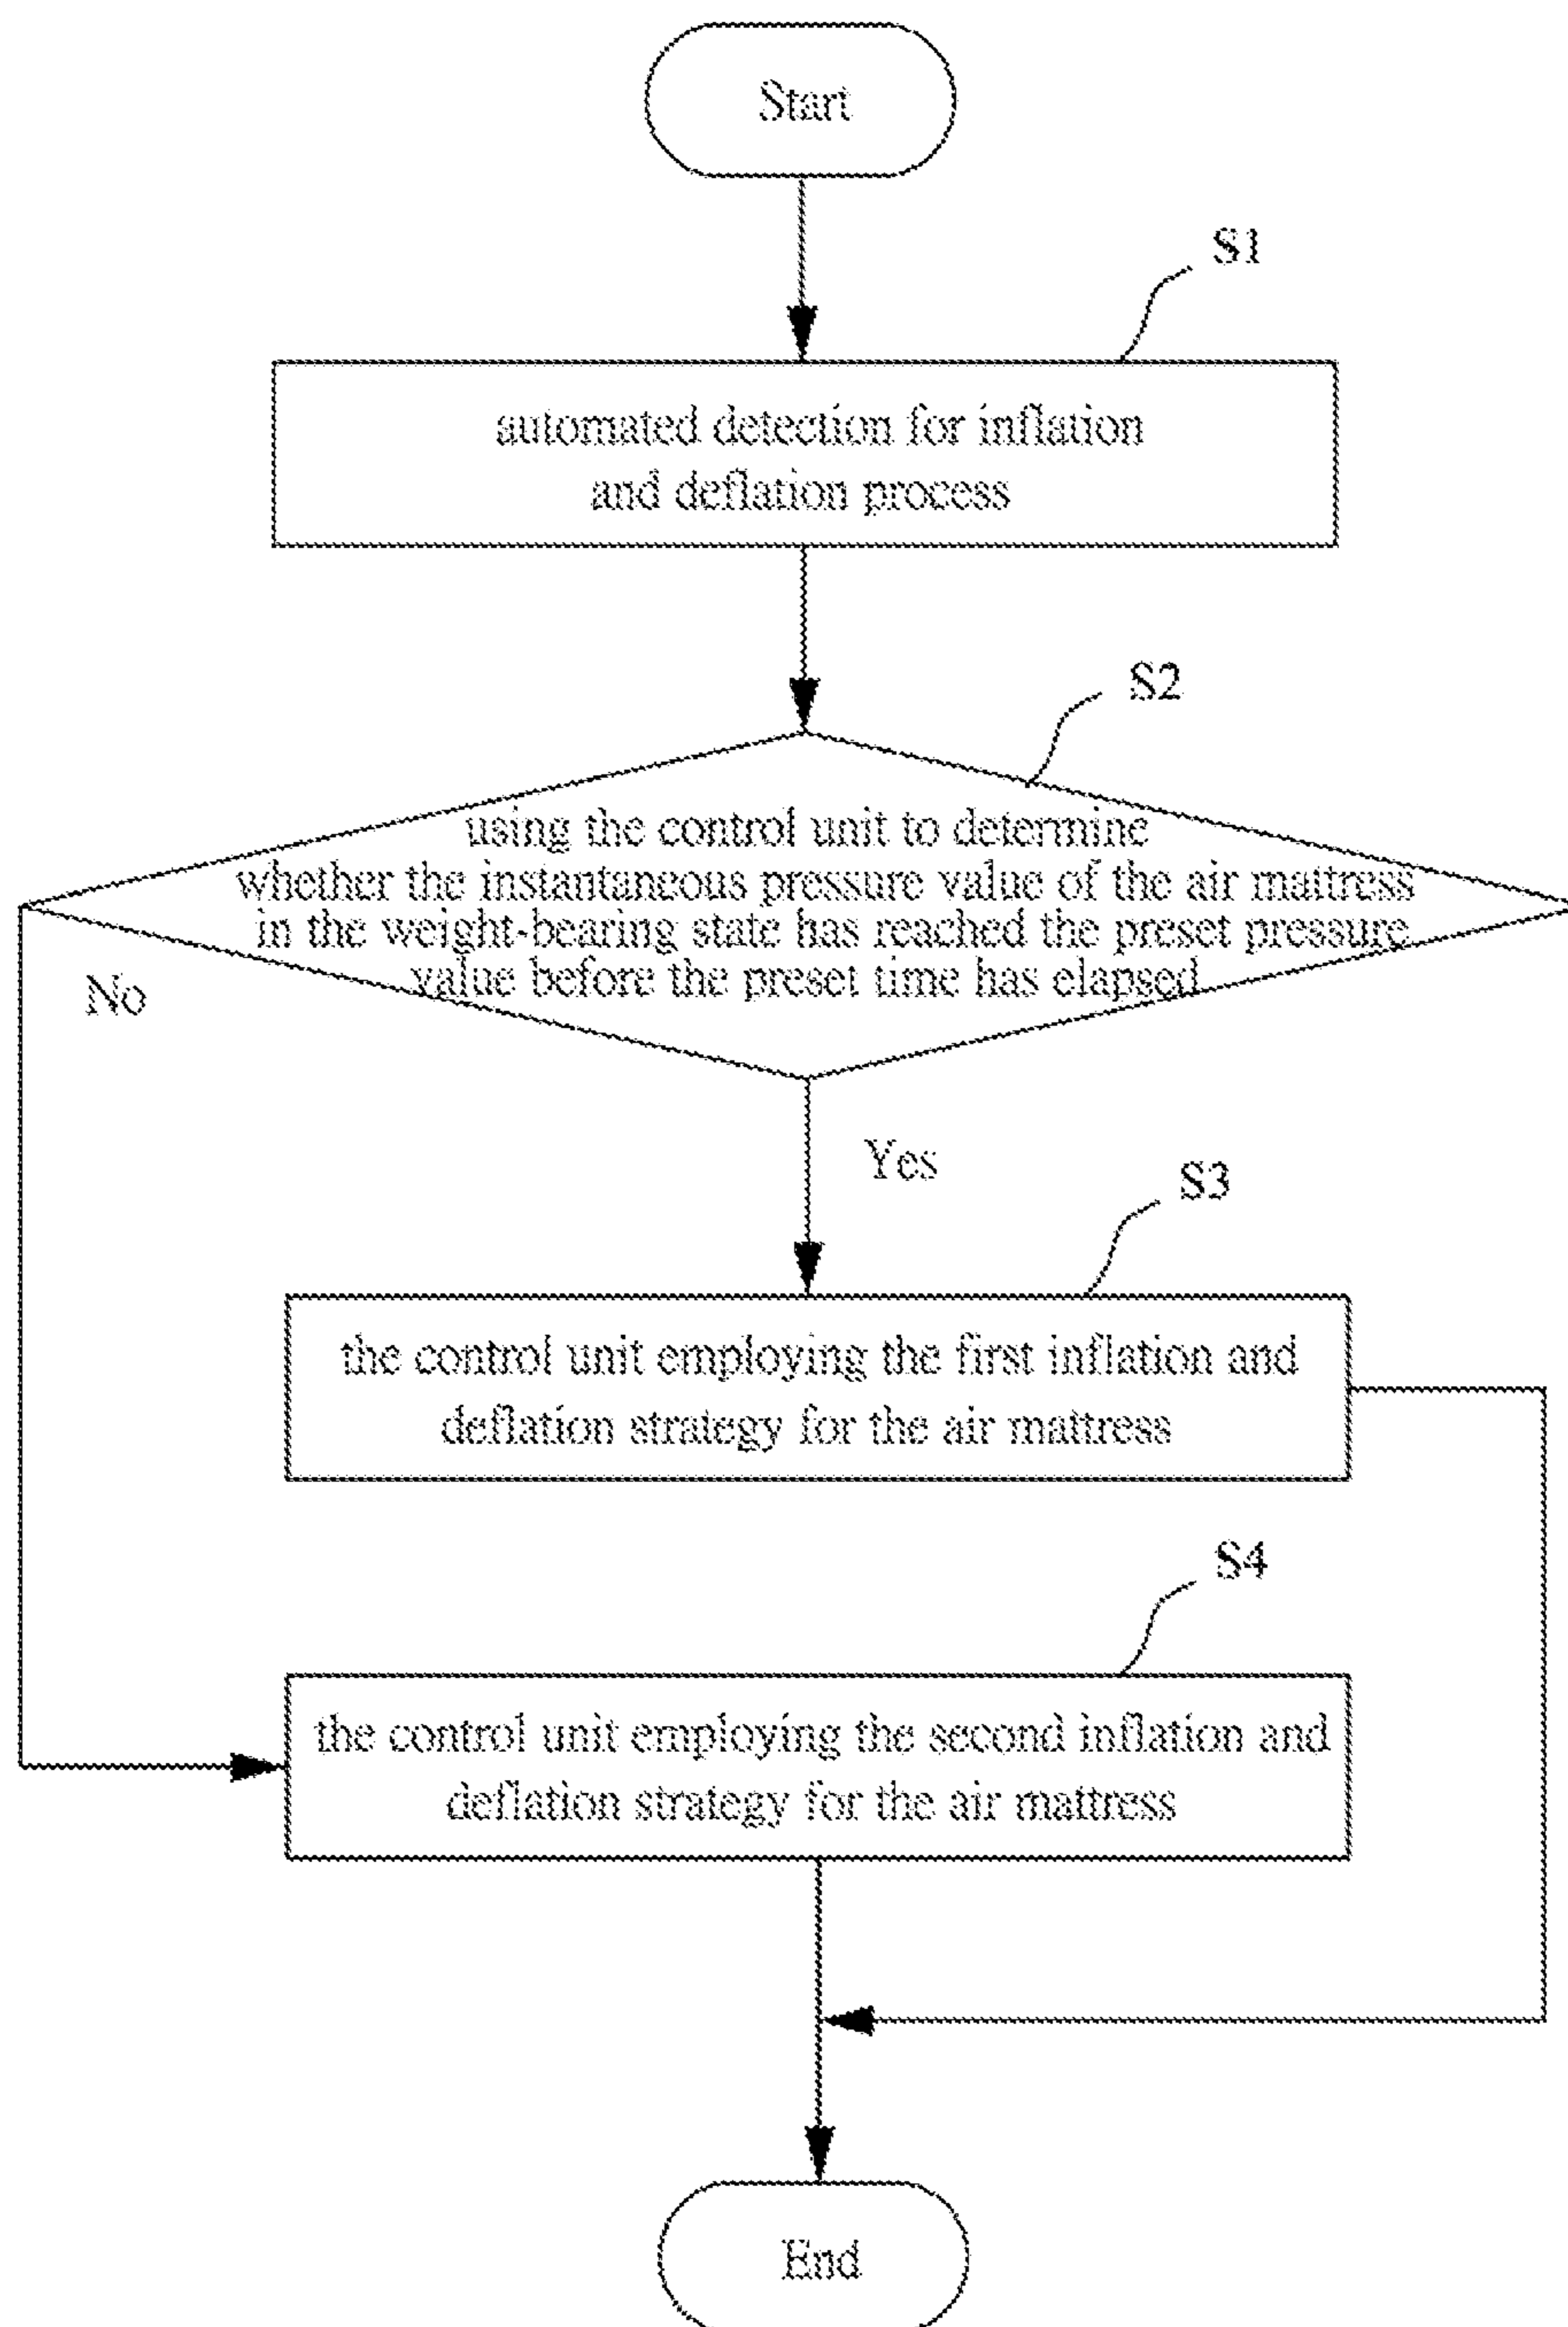 Start
S1
automated detection for inflation
and deflation process
S2
using the control unit to determine
whether the instantaneous pressure value of the air mattress
in the weight-bearing state has reached the preset pressure
value before the preset time has elapsed
No
Yes
S3
the control unit employing the first inflation and
deflation strategy for the air mattress
S4
the control unit employing the second inflation and
deflation strategy for the air mattress
End